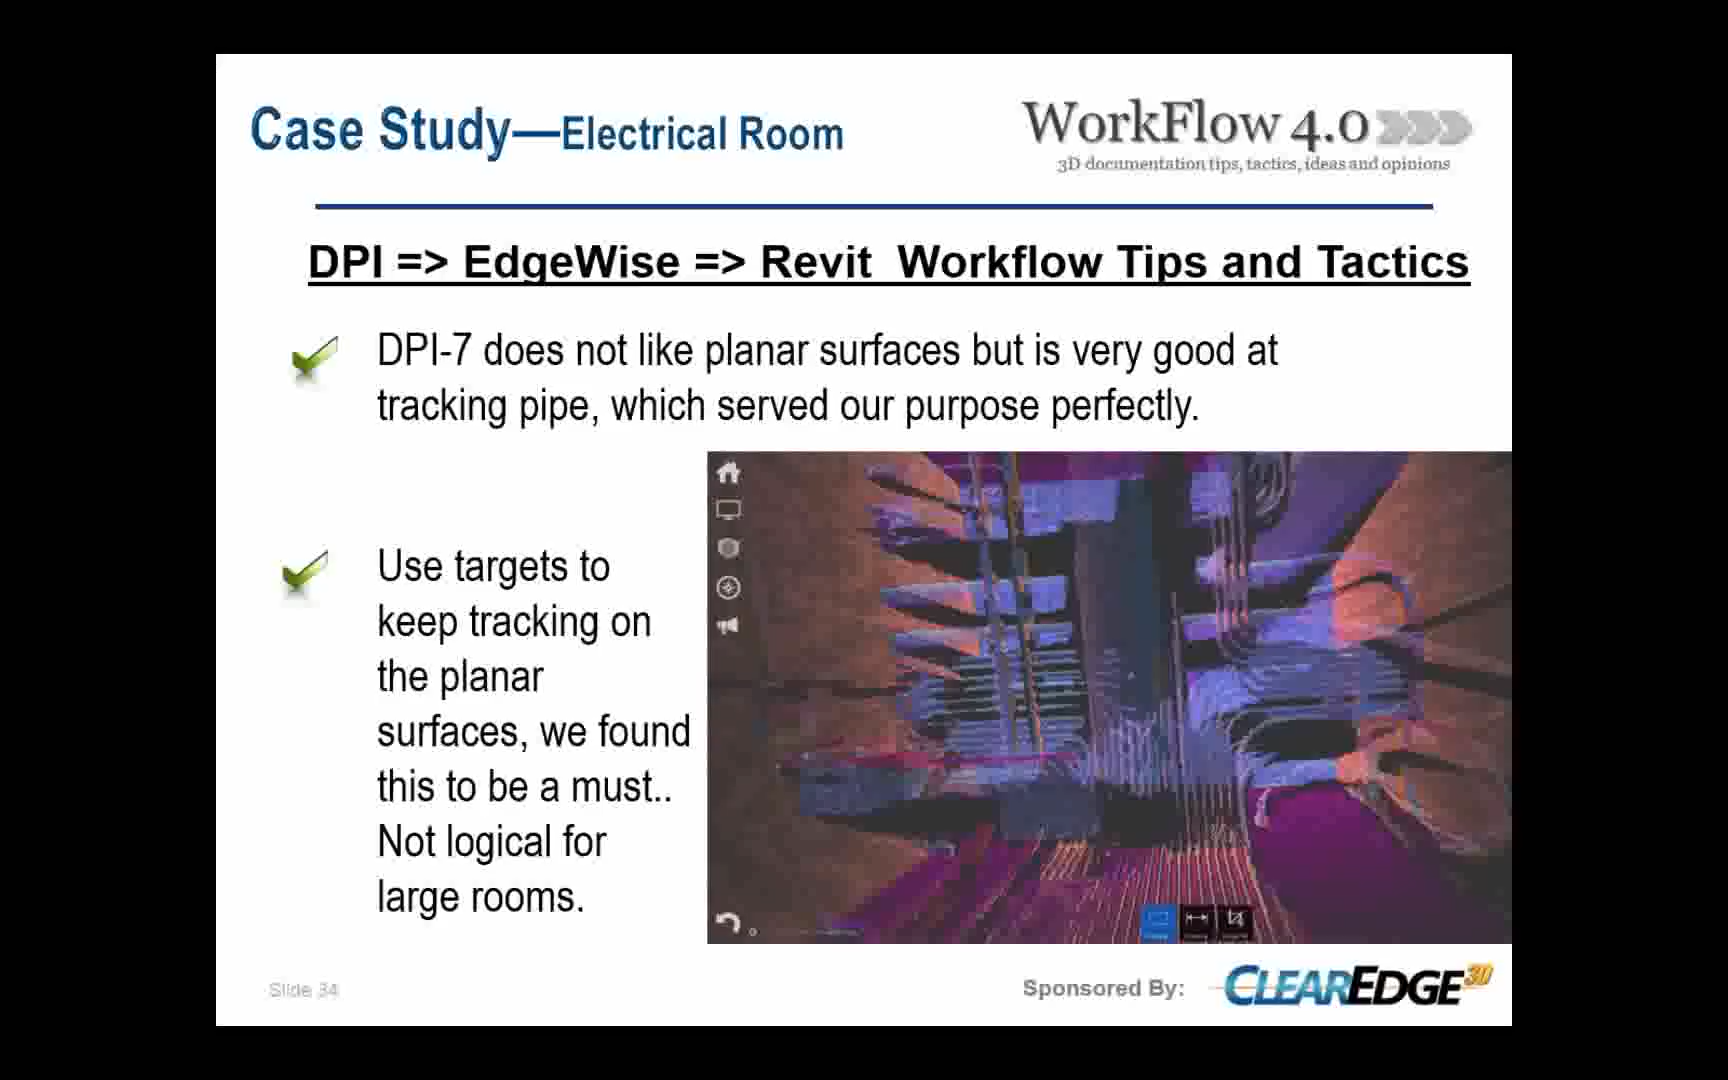 Case Study—Electrical Room
WorkFlow 4.0
3D documentation tips, tactics, ideas and opinions
DPI => EdgeWise => Revit  Workflow Tips and Tactics
DPI-7 does not like planar surfaces but is very good at
tracking pipe, which served our purpose perfectly.
Use targets to
keep tracking on
the planar
surfaces, we found
this to be a must..
Not logical for
large rooms.
Slide 34
Sponsored By:
CLEAREDGE 3D